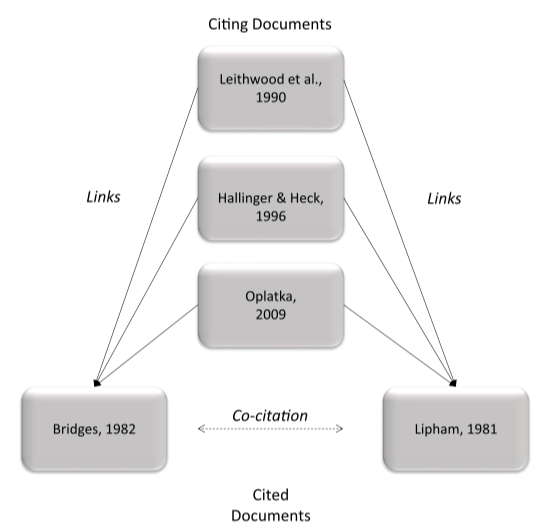 Citing Documents
Leithwood et al.,
1990
Links
Links
Hallinger & Heck,
1996
Oplatka,
2009
Co-citation
Bridges, 1982
Lipham, 1981
Cited
Documents